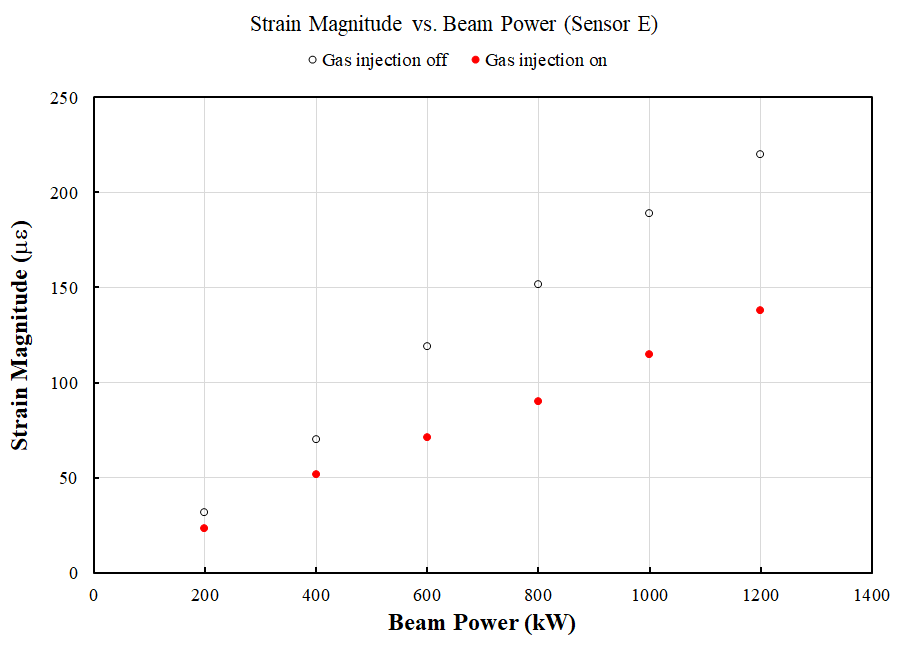 Strain Magnitude vs. Beam Power (Sensor E)
Gas injection off Gas injection on
250
200
150
100
50
0
Strain Magnitude (με)
0 200 400 600 800 1000 1200 1400
Beam Power (kW)